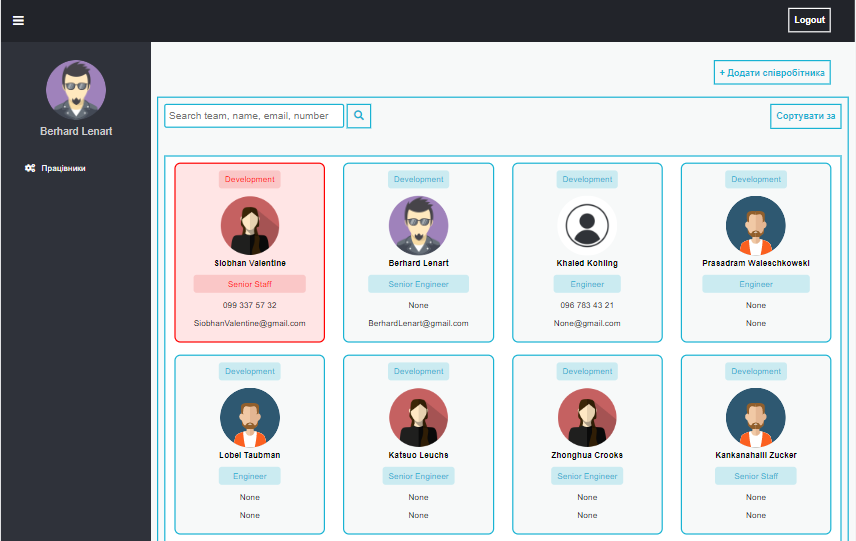 Logout
Berhard Lenart
Працівники
+ Додати співробітника
Search team, name, email, number
Сортувати за
Development
Siobhan Valentine
Senior Staff
099 337 57 32
SiobhanValentine@gmail.com
Development
Berhard Lenart
Senior Engineer
None
BerhardLenart@gmail.com
Development
Khaled Kohling
Engineer
096 783 43 21
None@gmail.com
Development
Prasadram Waleschkowski
Engineer
None
None
Development
Lobel Taubman
Engineer
None
None
Development
Katsuo Leuchs
Senior Engineer
None
None
Development
Zhonghua Crooks
Senior Engineer
None
None
Development
Kankanahalli Zucker
Senior Staff
None
None